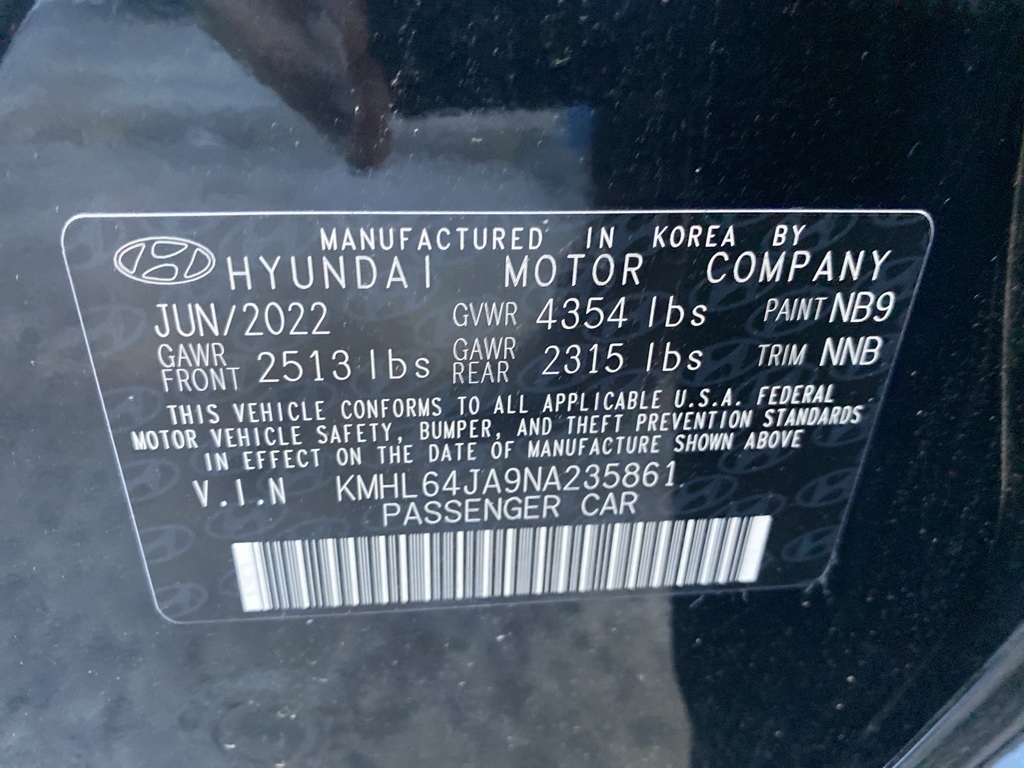 MANUFACTURED IN KOREA BY
HYUNDAI MOTOR COMPANY
JUN/2022 GVWR 4354 lbs PAINT NB9
GAWR FRONT 2513 lbs GAWR REAR 2315 lbs TRIM NNB
THIS VEHICLE CONFORMS TO ALL APPLICABLE U.S.A. FEDERAL
MOTOR VEHICLE SAFETY, BUMPER, AND THEFT PREVENTION STANDARDS
IN EFFECT ON THE DATE OF MANUFACTURE SHOWN ABOVE
V.I.N KMHL64JA9NA235861
PASSENGER CAR